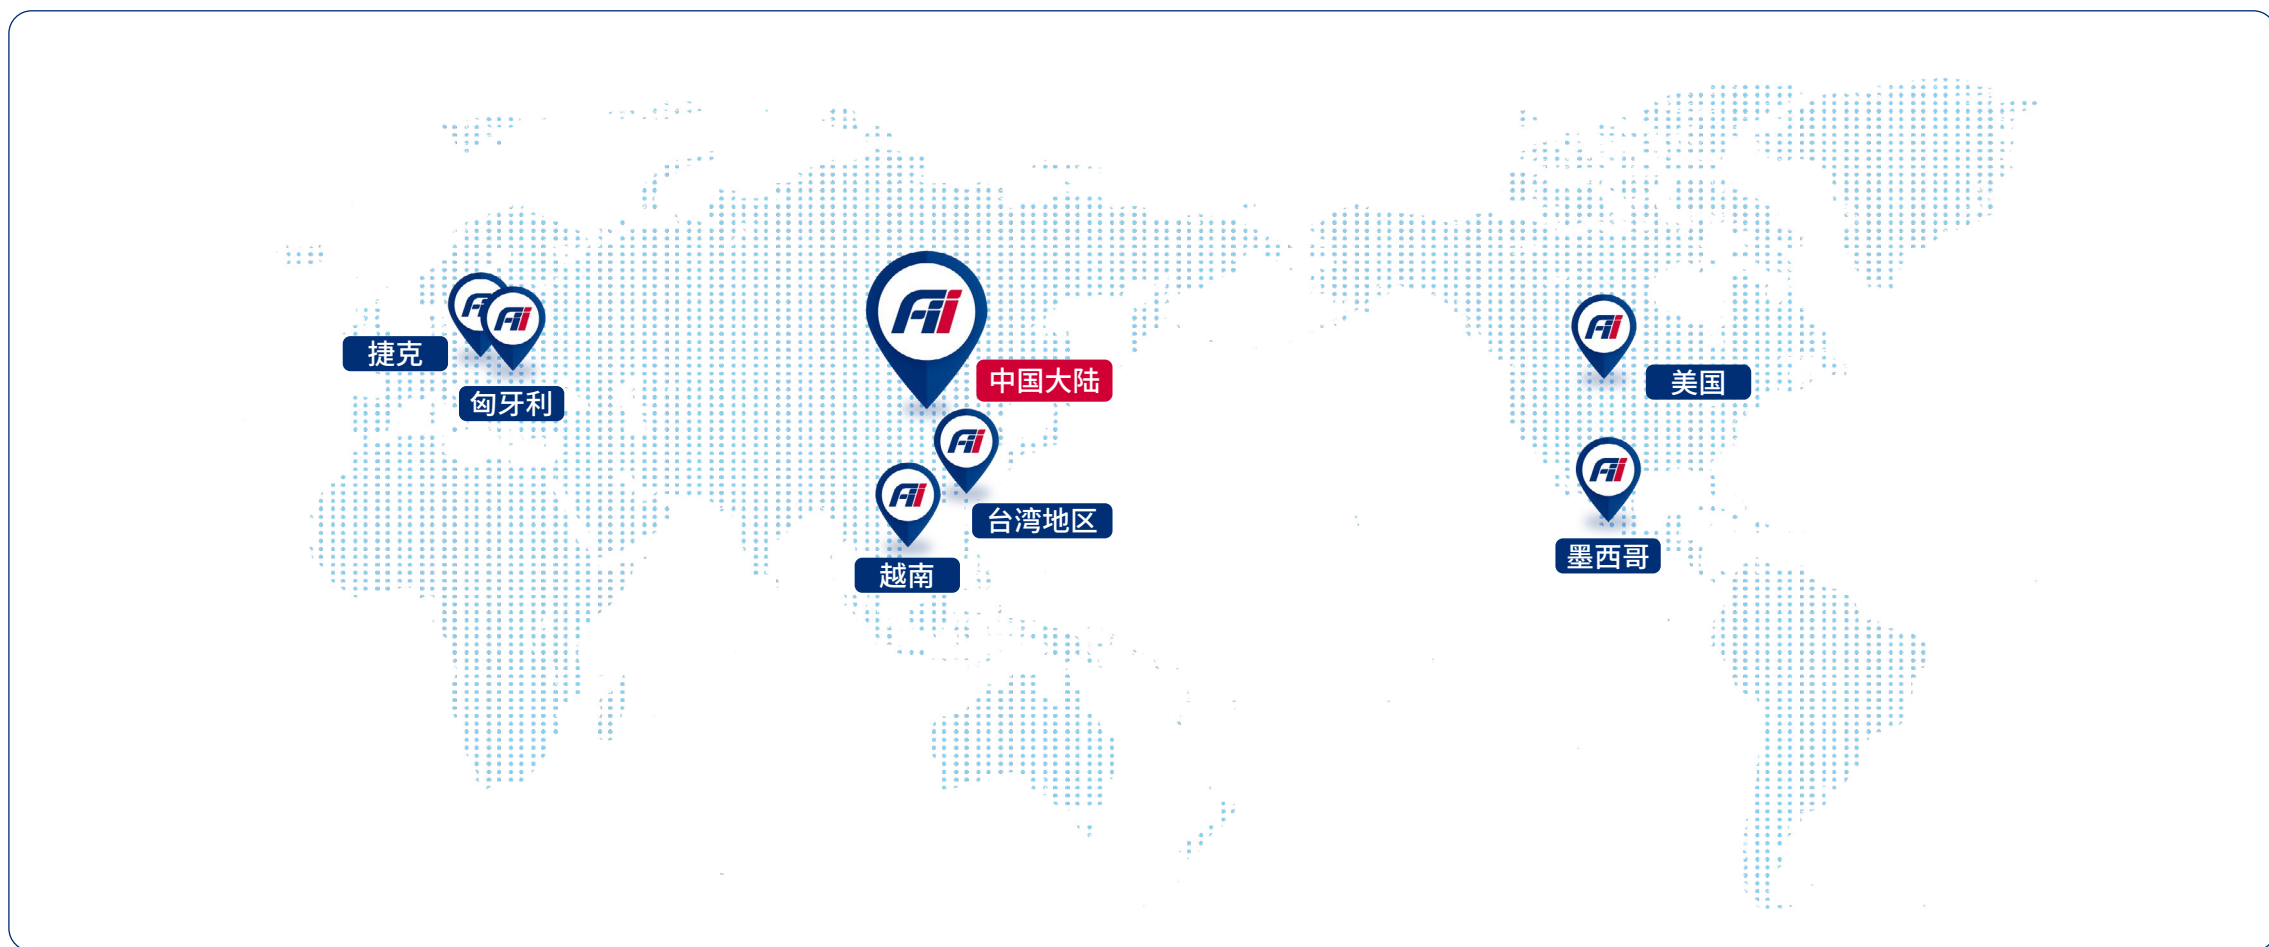 捷克
匈牙利
中国大陆
台湾地区
越南
美国
墨西哥